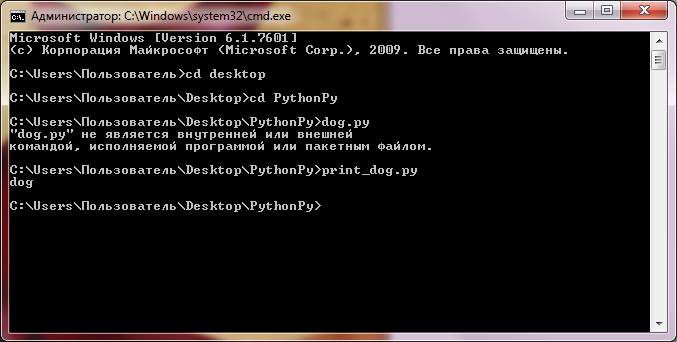 Администратор: C:\Windows\system32\cmd.exe
Microsoft Windows [Version 6.1.7601]
(c) Корпорация Майкрософт (Microsoft Corp.), 2009. Все права защищены.
C:\Users\Пользователь>cd desktop
C:\Users\Пользователь\Desktop>cd PythonPy
C:\Users\Пользователь\Desktop\PythonPy>dog.py
"dog.py" не является внутренней или внешней
командой, исполняемой программой или пакетным файлом.
C:\Users\Пользователь\Desktop\PythonPy>print_dog.py
dog
C:\Users\Пользователь\Desktop\PythonPy>